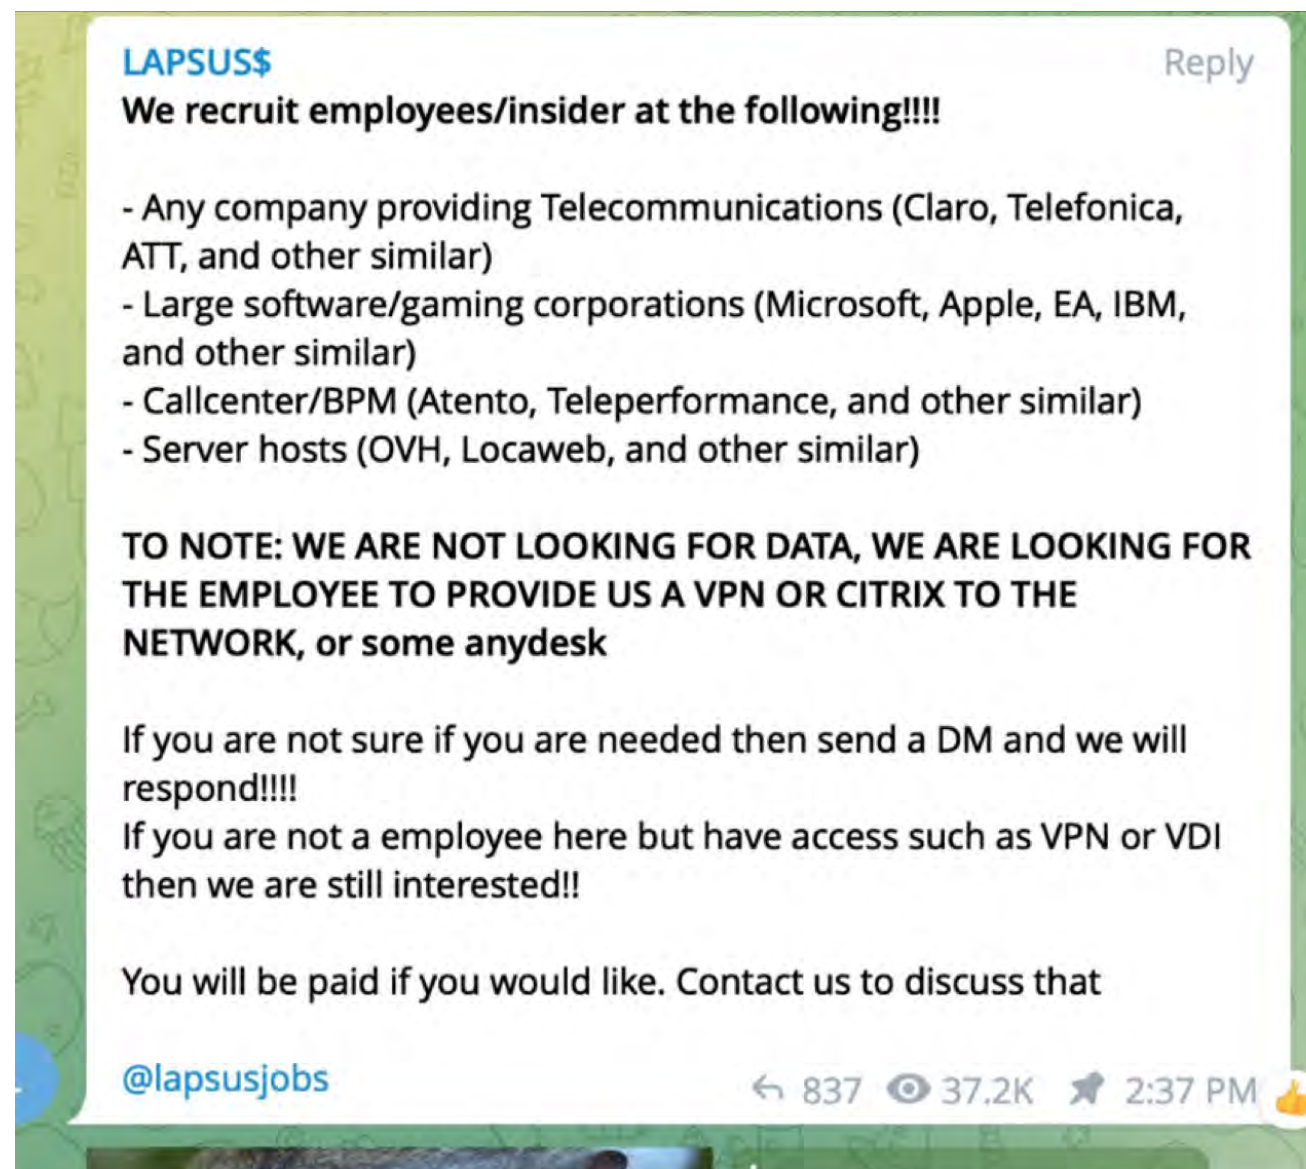 LAPSUS$ Reply
We recruit employees/insider at the following!!!!
- Any company providing Telecommunications (Claro, Telefonica,
ATT, and other similar)
- Large software/gaming corporations (Microsoft, Apple, EA, IBM,
and other similar)
- Callcenter/BPM (Atento, Teleperformance, and other similar)
- Server hosts (OVH, Locaweb, and other similar)
TO NOTE: WE ARE NOT LOOKING FOR DATA, WE ARE LOOKING FOR
THE EMPLOYEE TO PROVIDE US A VPN OR CITRIX TO THE
NETWORK, or some anydesk
If you are not sure if you are needed then send a DM and we will
respond!!!!
If you are not a employee here but have access such as VPN or VDI
then we are still interested!!
You will be paid if you would like. Contact us to discuss that
@lapsusjobs 837 37.2K 2:37 PM